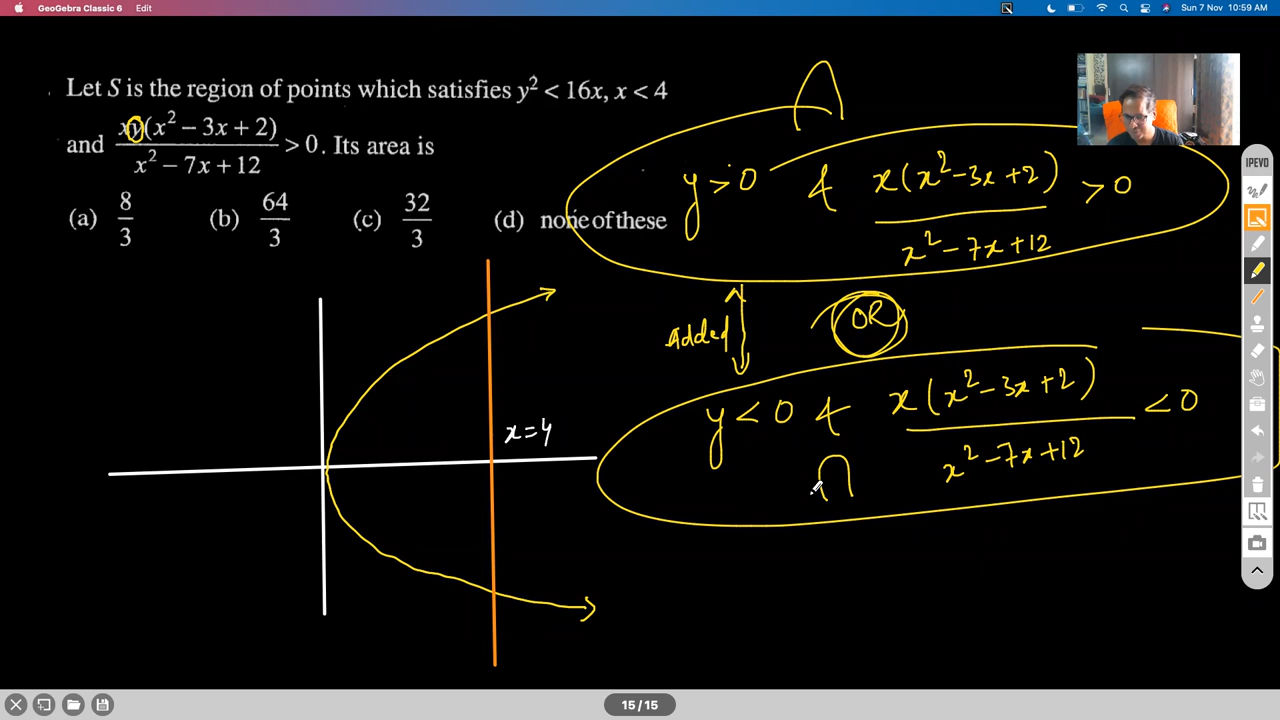 GeoGebra Classic 6 Edit
Sun 7 Nov 10:59 AM
Let S is the region of points which satisfies y² < 16x, x < 4
and xy(x² − 3x + 2) / x² − 7x + 12 > 0. Its area is
(a) 8/3 (b) 64/3 (c) 32/3 (d) none of these
y > 0 & x(x² − 3x + 2) / x² − 7x + 12 > 0
Added
OR
y < 0 & x(x² − 3x + 2) / x² − 7x + 12 < 0
∩
x = 4
IPEVO
15 / 15